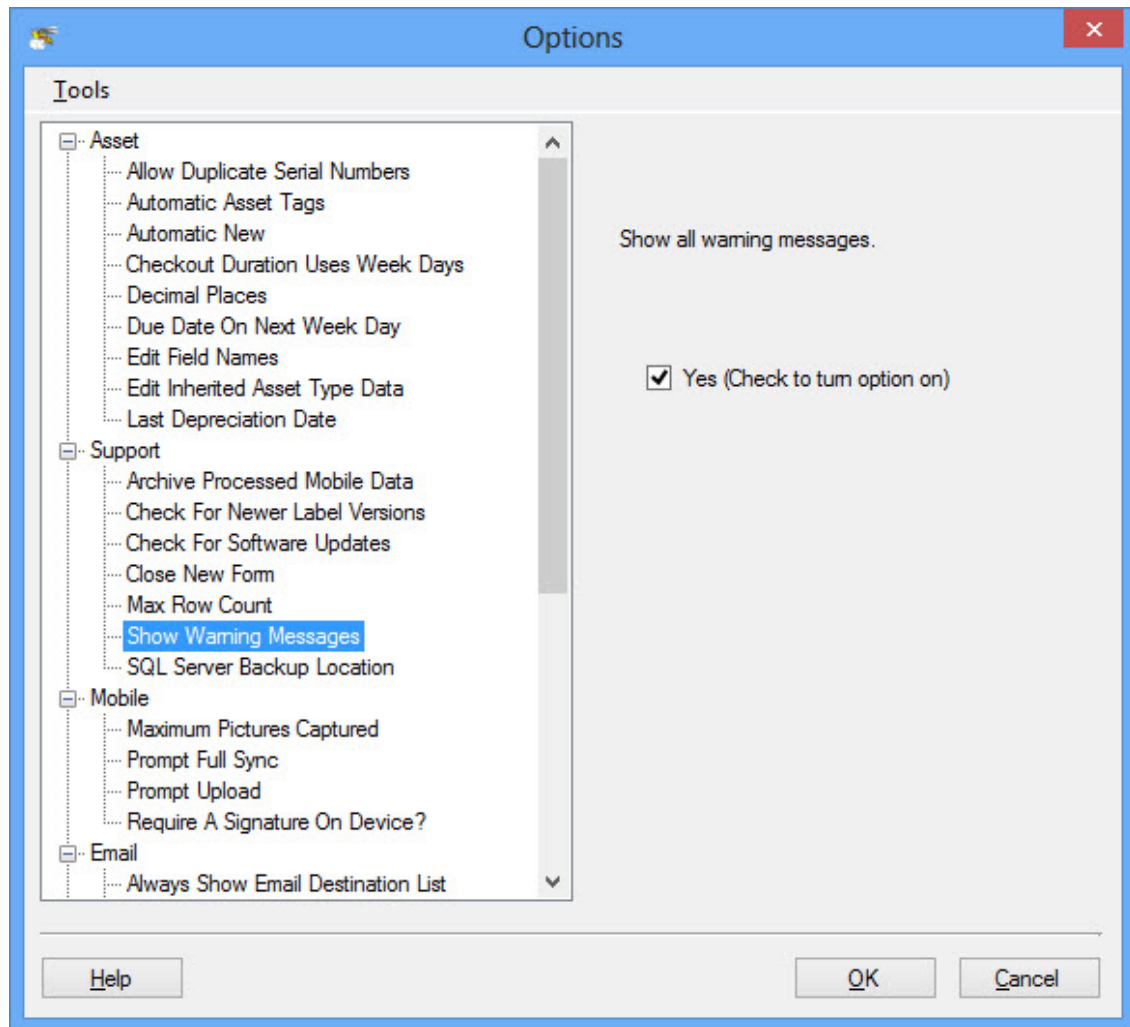 Options
Tools
Asset
Allow Duplicate Serial Numbers
Automatic Asset Tags
Automatic New
Checkout Duration Uses Week Days
Decimal Places
Due Date On Next Week Day
Edit Field Names
Edit Inherited Asset Type Data
Last Depreciation Date
Support
Archive Processed Mobile Data
Check For Newer Label Versions
Check For Software Updates
Close New Form
Max Row Count
Show Warning Messages
SQL Server Backup Location
Mobile
Maximum Pictures Captured
Prompt Full Sync
Prompt Upload
Require A Signature On Device?
Email
Always Show Email Destination List
Show all warning messages.
Yes (Check to turn option on)
Help
OK
Cancel